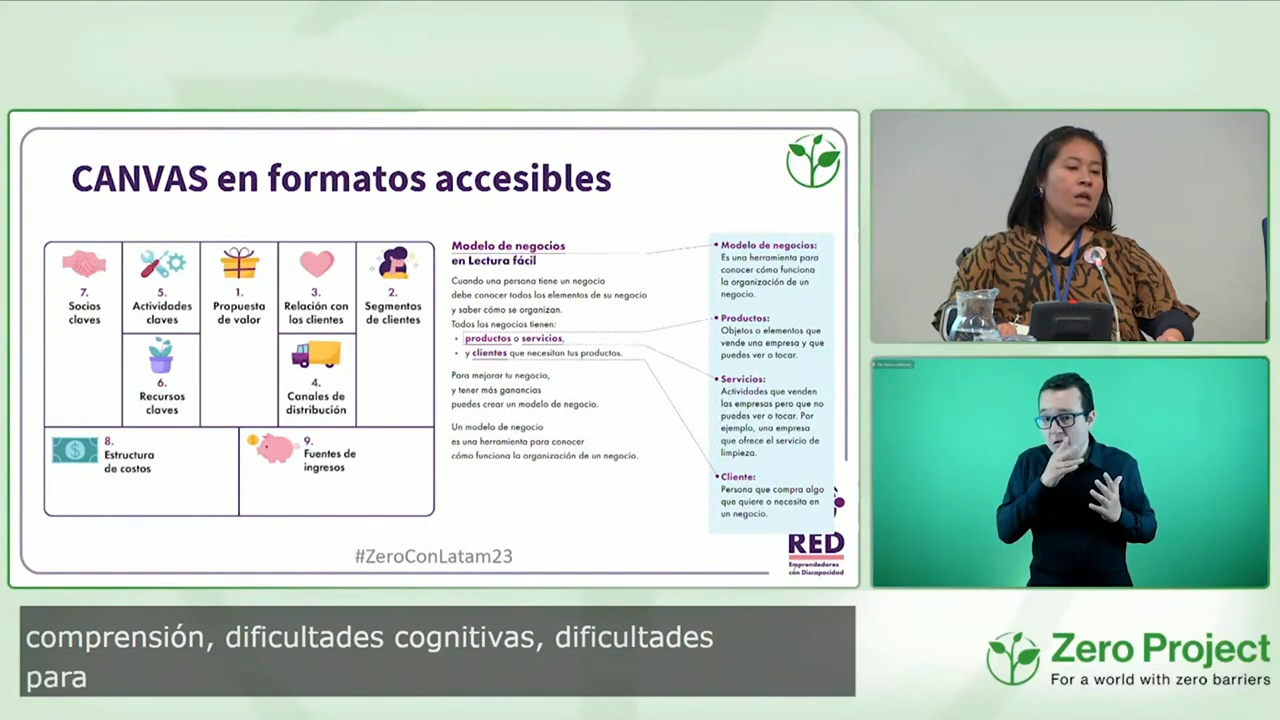 CANVAS en formatos accesibles
7.
Socios
claves
5.
Actividades
claves
1.
Propuesta
de valor
3.
Relación con
los clientes
2.
Segmentos
de clientes
6.
Recursos
claves
4.
Canales de
distribución
8.
Estructura
de costos
9.
Fuentes de
ingresos
Modelo de negocios
en Lectura fácil
Cuando una persona tiene un negocio
debe conocer todos los elementos de su negocio
y saber cómo se organizan.
Todos los negocios tienen:
• productos o servicios,
• y clientes que necesitan tus productos.
Para mejorar tu negocio,
y tener más ganancias
puedes crear un modelo de negocio.
Un modelo de negocio
es una herramienta para conocer
cómo funciona la organización de un negocio.
• Modelo de negocios:
Es una herramienta para
conocer cómo funciona
la organización de un
negocio.
• Productos:
Objetos o elementos que
vende una empresa y que
puedes ver o tocar.
• Servicios:
Actividades que venden
las empresas pero que no
puedes ver o tocar. Por
ejemplo, una empresa
que ofrece el servicio de
limpieza.
• Cliente:
Persona que compra algo
que quiere o necesita en
un negocio.
#ZeroConLatam23
RED
Emprendedores
con Discapacidad
comprensión, dificultades cognitivas, dificultades
para
Zero Project
For a world with zero barriers